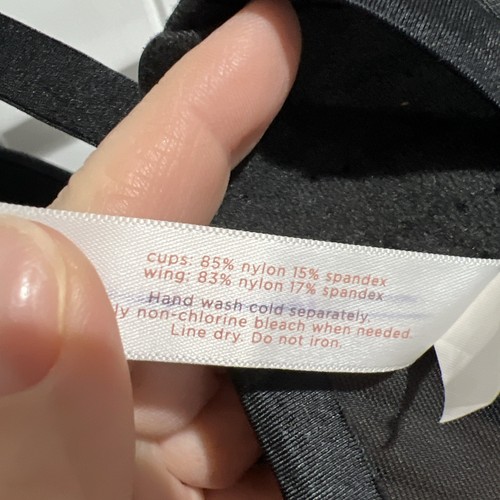 cups: 85% nylon 15% spandex
wing: 83% nylon 17% spandex
Hand wash cold separately.
non-chlorine bleach when needed.
Line dry. Do not iron.